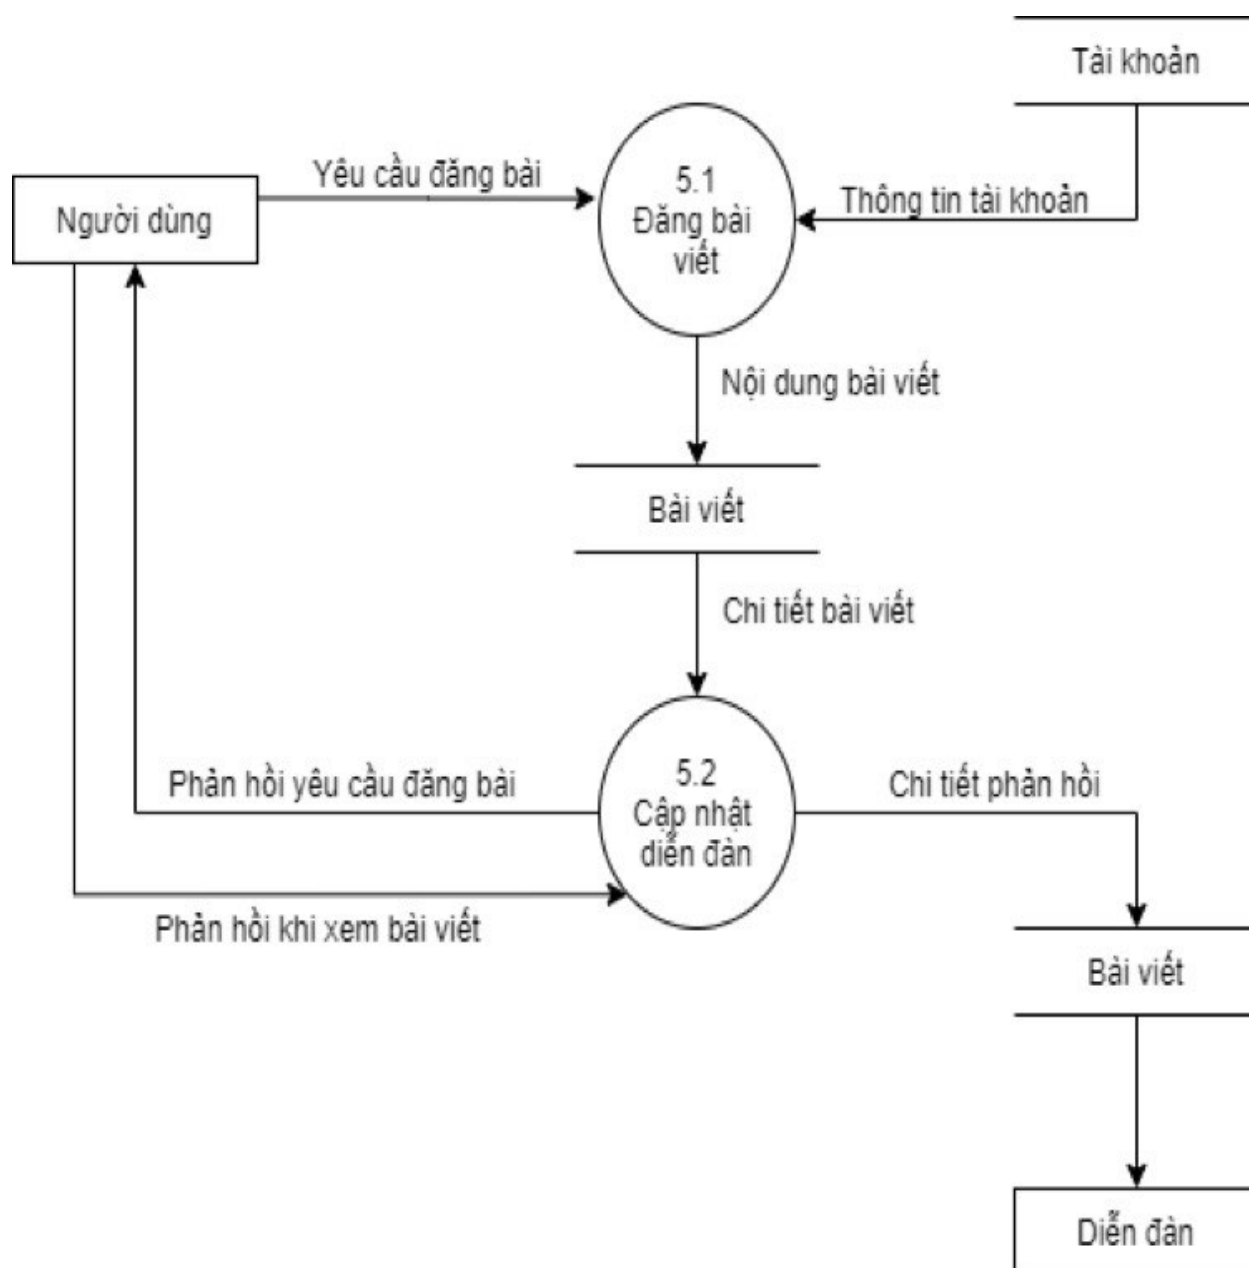 Tài khoản
Yêu cầu đăng bài
Người dùng
5.1
Đăng bài
viết
Thông tin tài khoản
Nội dung bài viết
Bài viết
Chi tiết bài viết
Phản hồi yêu cầu đăng bài
5.2
Cập nhật
diễn đàn
Chi tiết phản hồi
Phản hồi khi xem bài viết
Bài viết
Diễn đàn